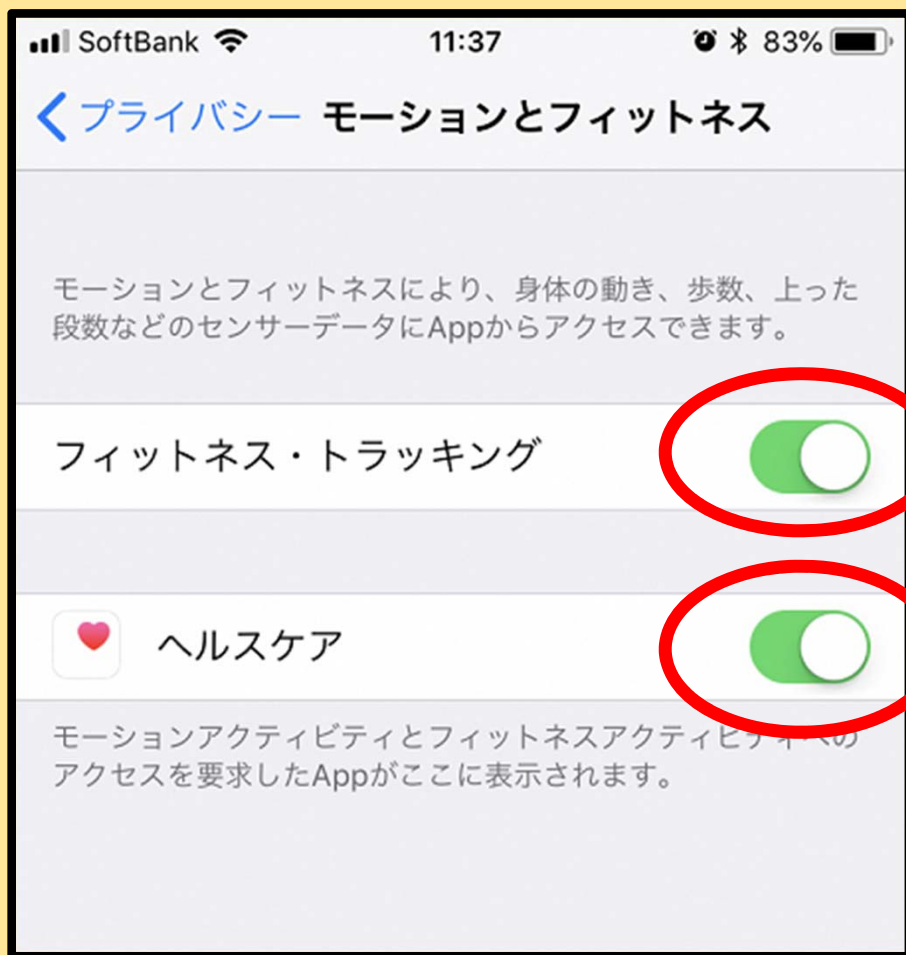 SoftBank 11:37 83%
プライバシー モーションとフィットネス
モーションとフィットネスにより、身体の動き、歩数、上った
段数などのセンサーデータにAppからアクセスできます。
フィットネス・トラッキング
ヘルスケア
モーションアクティビティとフィットネスアクティビティへの
アクセスを要求したAppがここに表示されます。